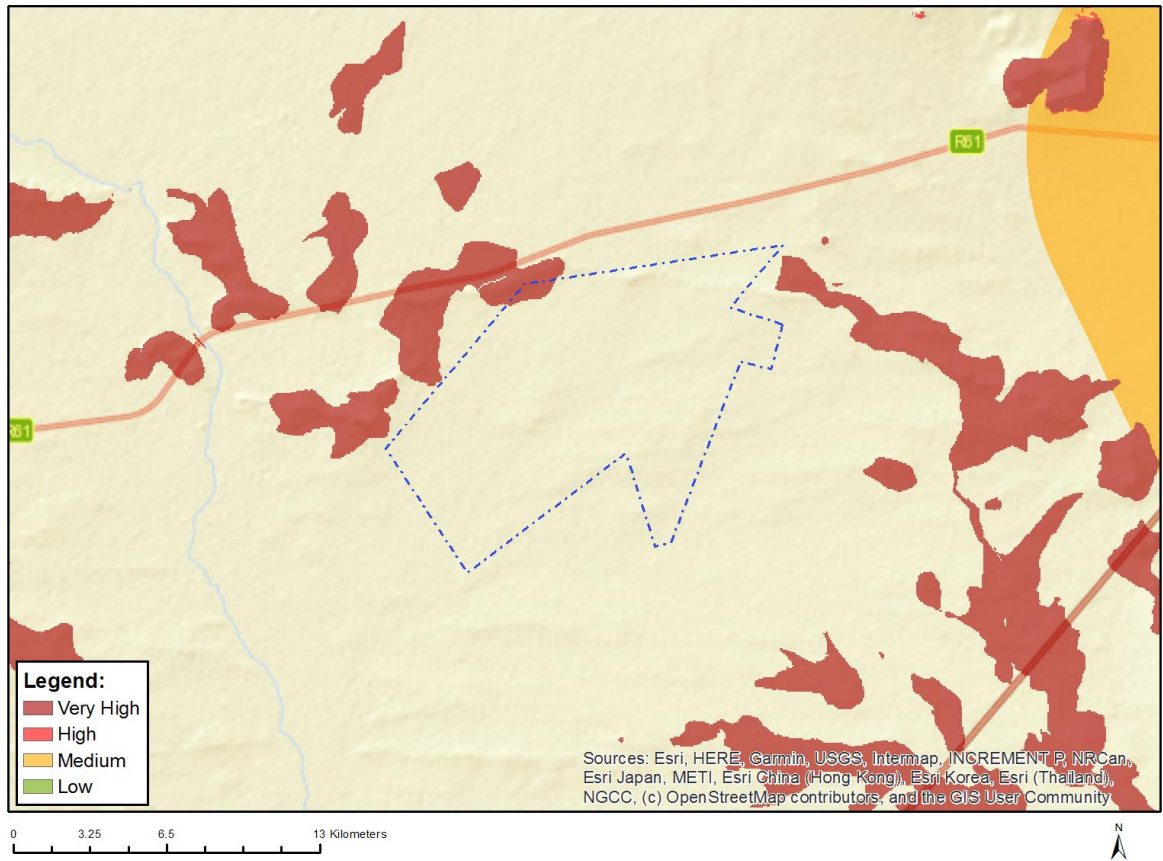 R61
R61
Legend:
Very High
High
Medium
Low
Sources: Esri, HERE, Garmin, USGS, Intermap, INCREMENT P, NRCan,
Esri Japan, METI, Esri China (Hong Kong), Esri Korea, Esri (Thailand),
NGCC, (c) OpenStreetMap contributors, and the GIS User Community
0 3.25 6.5 13 Kilometers
N